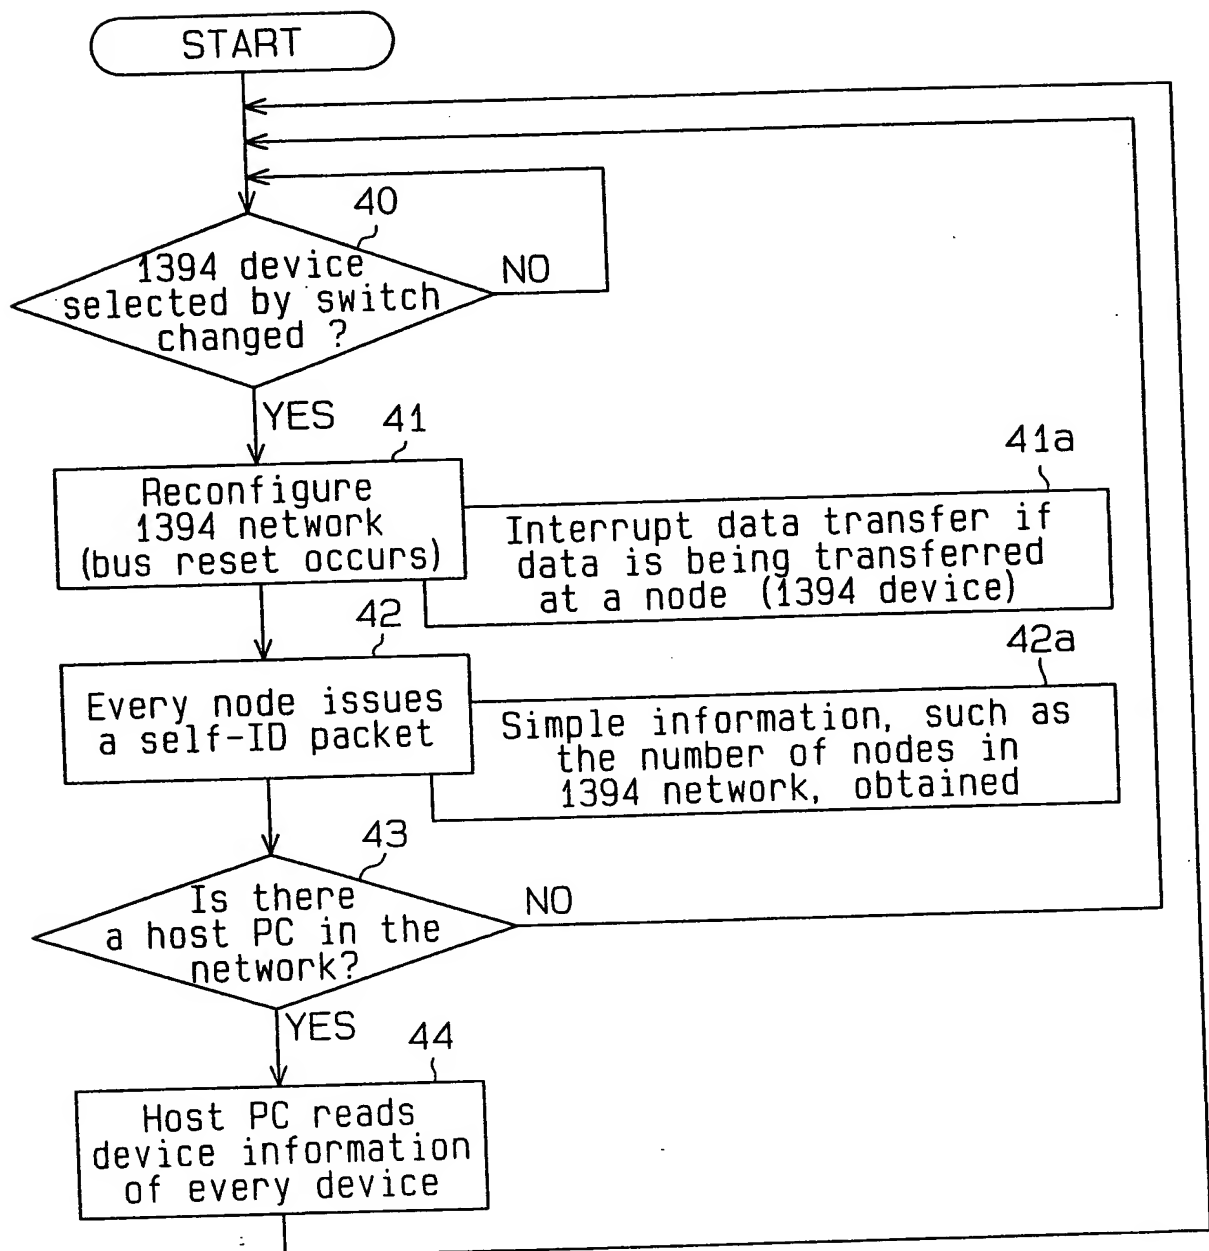 START
40
1394 device
selected by switch
changed ?
NO
YES
41
Reconfigure
1394 network
(bus reset occurs)
41a
Interrupt data transfer if
data is being transferred
at a node (1394 device)
42
Every node issues
a self-ID packet
42a
Simple information, such as
the number of nodes in
1394 network, obtained
43
Is there
a host PC in the
network?
NO
YES
44
Host PC reads
device information
of every device